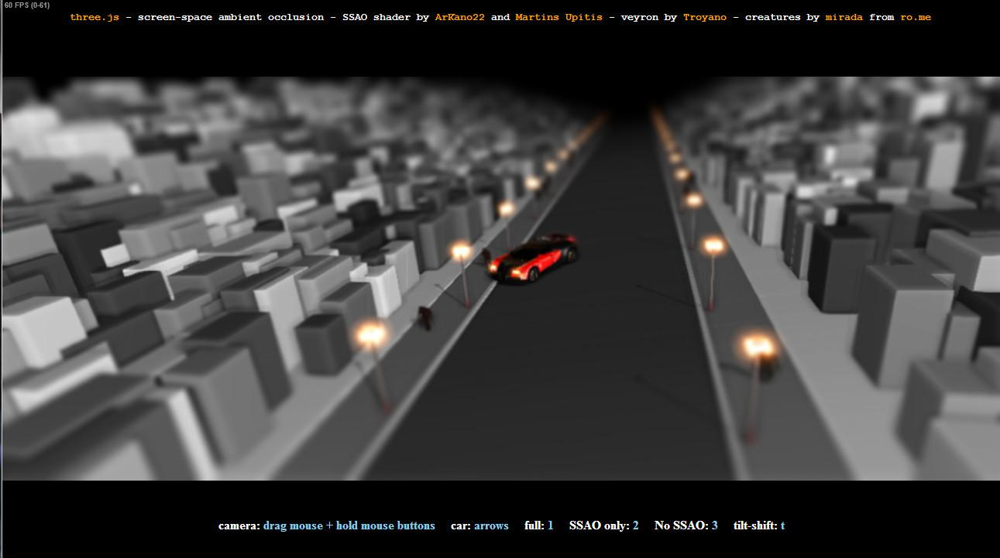 60 FPS (0-61)
three.js - screen-space ambient occlusion - SSAO shader by ArKano22 and Martins Upitis - veyron by Troyano - creatures by mirada from ro.me
camera: drag mouse + hold mouse buttons car: arrows full: 1 SSAO only: 2 No SSAO: 3 tilt-shift: t